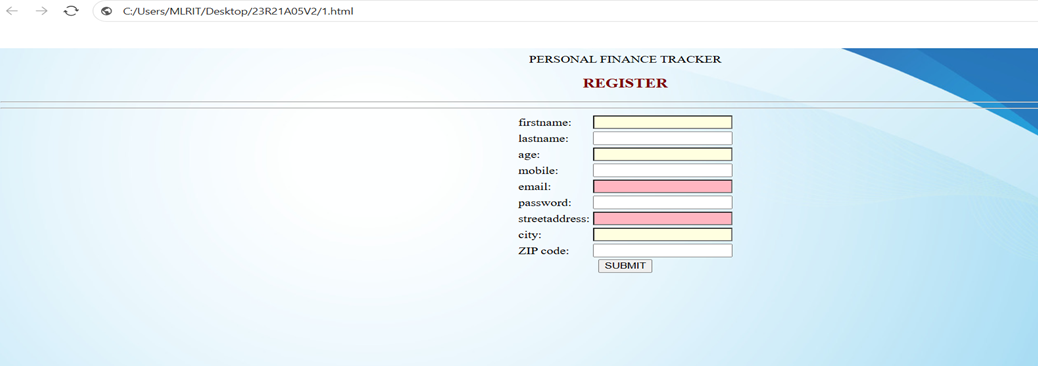 C:/Users/MLRIT/Desktop/23R21A05V2/1.html
PERSONAL FINANCE TRACKER
REGISTER
firstname:
lastname:
age:
mobile:
email:
password:
streetaddress:
city:
ZIP code:
SUBMIT